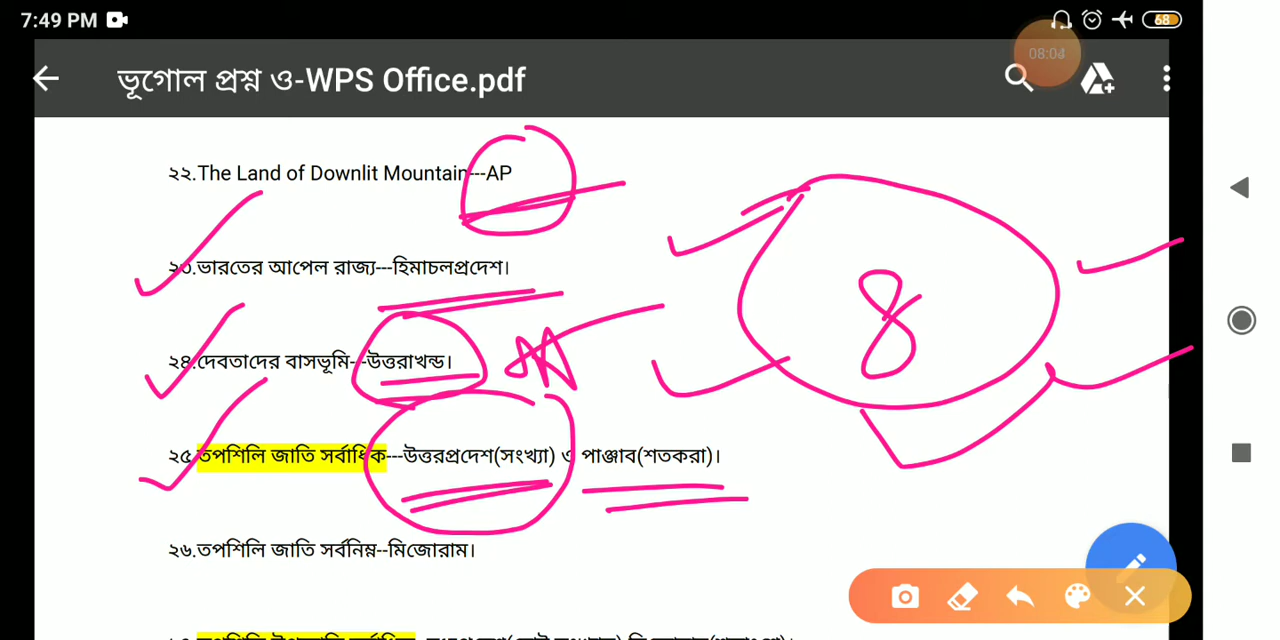 7:49 PM
68
08:04
ভূগোল প্রশ্ন ও-WPS Office.pdf
২২.The Land of Downlit Mountain---AP
২৩.ভারতের আপেল রাজ্য---হিমাচলপ্রদেশ।
২৪.দেবতাদের বাসভূমি--উত্তরাখন্ড।
8
২৫.তপশিলি জাতি সর্বাধিক---উত্তরপ্রদেশ(সংখ্যা) ও পাঞ্জাব(শতকরা)।
২৬.তপশিলি জাতি সর্বনিম্ন--মিজোরাম।